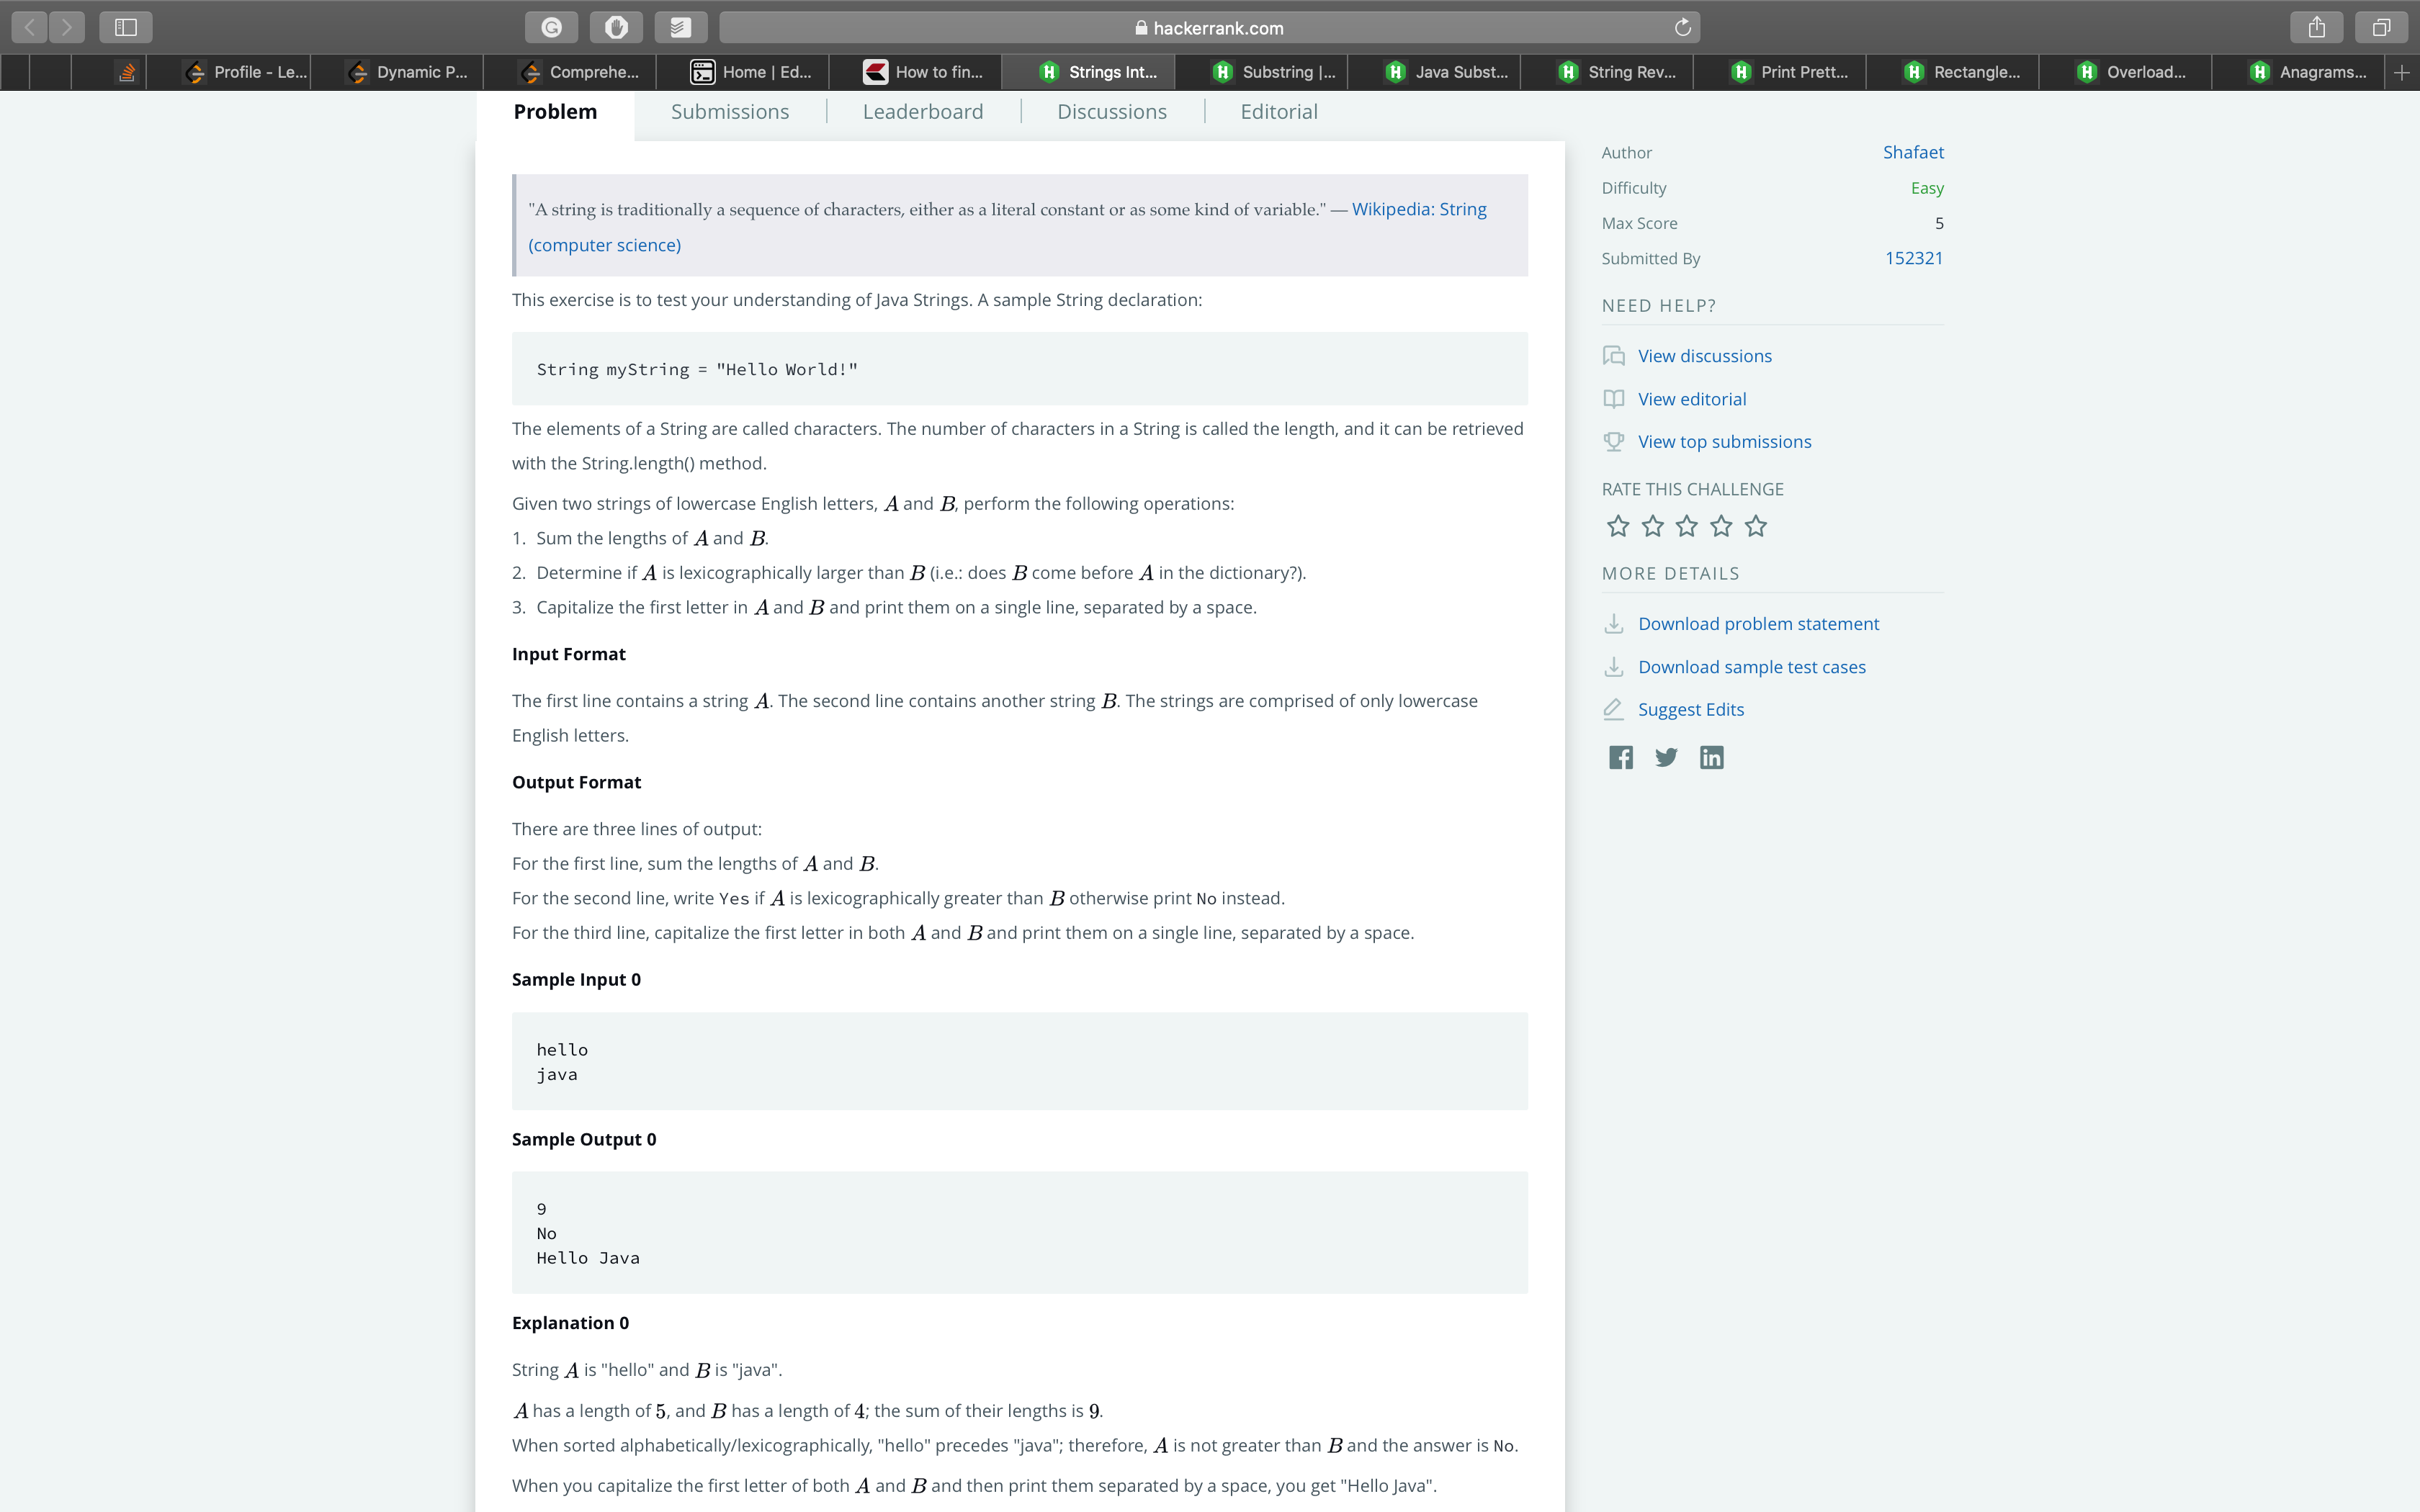 hackerrank.com
Profile - Le...
Dynamic P...
Comprehe...
Home | Ed...
How to fin...
Strings Int...
Substring |...
Java Subst...
String Rev...
Print Prett...
Rectangle...
Overload...
Anagrams...
Problem
Submissions
Leaderboard
Discussions
Editorial
"A string is traditionally a sequence of characters, either as a literal constant or as some kind of variable." — Wikipedia: String
(computer science)
This exercise is to test your understanding of Java Strings. A sample String declaration:
String myString = "Hello World!"
The elements of a String are called characters. The number of characters in a String is called the length, and it can be retrieved
with the String.length() method.
Given two strings of lowercase English letters, A and B, perform the following operations:
1. Sum the lengths of A and B.
2. Determine if A is lexicographically larger than B (i.e.: does B come before A in the dictionary?).
3. Capitalize the first letter in A and B and print them on a single line, separated by a space.
Input Format
The first line contains a string A. The second line contains another string B. The strings are comprised of only lowercase
English letters.
Output Format
There are three lines of output:
For the first line, sum the lengths of A and B.
For the second line, write Yes if A is lexicographically greater than B otherwise print No instead.
For the third line, capitalize the first letter in both A and B and print them on a single line, separated by a space.
Sample Input 0
hello
java
Sample Output 0
9
No
Hello Java
Explanation 0
String A is "hello" and B is "java".
A has a length of 5, and B has a length of 4; the sum of their lengths is 9.
When sorted alphabetically/lexicographically, "hello" precedes "java"; therefore, A is not greater than B and the answer is No.
When you capitalize the first letter of both A and B and then print them separated by a space, you get "Hello Java".
Author Shafaet
Difficulty Easy
Max Score 5
Submitted By 152321
NEED HELP?
View discussions
View editorial
View top submissions
RATE THIS CHALLENGE
MORE DETAILS
Download problem statement
Download sample test cases
Suggest Edits